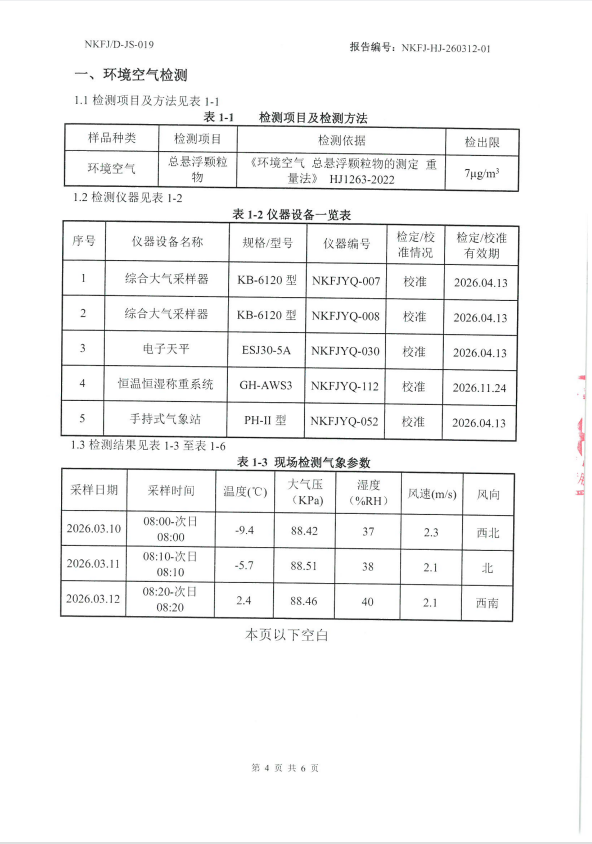 NKFJ/D-JS-019 报告编号：NKFJ-HJ-260312-01
一、环境空气检测
1.1 检测项目及方法见表 1-1
表 1-1 检测项目及检测方法
样品种类 检测项目 检测依据 检出限
环境空气 总悬浮颗粒物 《环境空气 总悬浮颗粒物的测定 重量法》 HJ1263-2022 7μg/m³
1.2 检测仪器见表 1-2
表 1-2 仪器设备一览表
序号 仪器设备名称 规格/型号 仪器编号 检定/校准情况 检定/校准有效期
1 综合大气采样器 KB-6120 型 NKFJYQ-007 校准 2026.04.13
2 综合大气采样器 KB-6120 型 NKFJYQ-008 校准 2026.04.13
3 电子天平 ESJ30-5A NKFJYQ-030 校准 2026.04.13
4 恒温恒湿称重系统 GH-AWS3 NKFJYQ-112 校准 2026.11.24
5 手持式气象站 PH-II 型 NKFJYQ-052 校准 2026.04.13
1.3 检测结果见表 1-3 至表 1-6
表 1-3 现场检测气象参数
采样日期 采样时间 温度(℃) 大气压（KPa） 湿度（%RH） 风速(m/s) 风向
2026.03.10 08:00-次日 08:00 -9.4 88.42 37 2.3 西北
2026.03.11 08:10-次日 08:10 -5.7 88.51 38 2.1 北
2026.03.12 08:20-次日 08:20 2.4 88.46 40 2.1 西南
本页以下空白
第 4 页 共 6 页